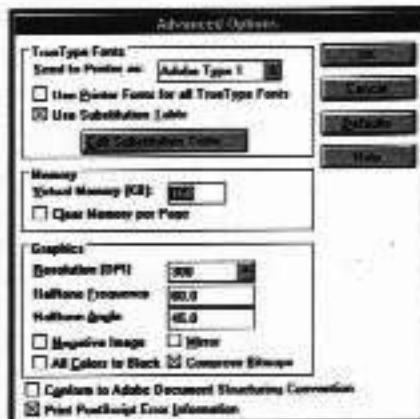 Advanced Options
TrueType Fonts
Send to Printer as: Adobe Type 1
Use Printer Fonts for all TrueType Fonts
Use Substitution Table
Edit Substitution Table...
OK
Cancel
Defaults
Help
Memory
Virtual Memory (KB):
Clear Memory per Page
Graphics
Resolution (DPI): 300
Halftone Frequency 60.0
Halftone Angle 45.0
Negative Image Mirror
All Colors to Black Compress Bitmaps
Conform to Adobe Document Structuring Convention
Print PostScript Error Information